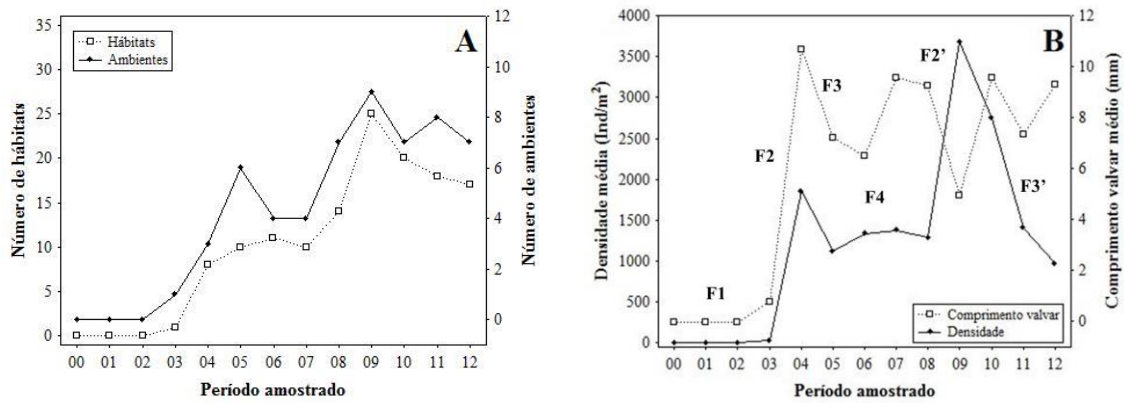 A
Hábitats
Ambientes
Número de hábitats
35
30
25
20
15
10
5
0
12
10
8
6
4
2
0
Número de ambientes
00 01 02 03 04 05 06 07 08 09 10 11 12
Período amostrado
B
Densidade média (Ind/m²)
4000
3500
3000
2500
2000
1500
1000
500
0
12
10
8
6
4
2
0
Comprimento valvar médio (mm)
F1
F2
F3
F4
F2’
F3’
Comprimento valvar
Densidade
00 01 02 03 04 05 06 07 08 09 10 11 12
Período amostrado